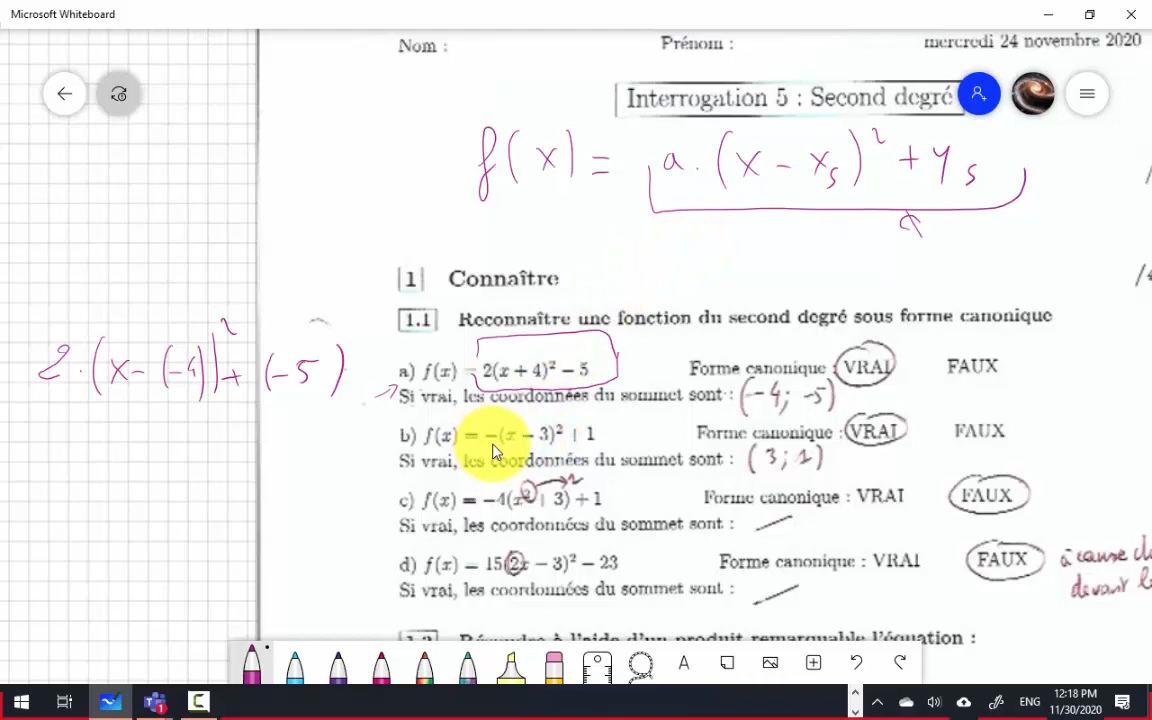 Microsoft Whiteboard
Nom :
Prénom :
mercredi 24 novembre 2020
Interrogation 5 : Second degré
f(x) = a.(x - xs)² + ys
1 Connaître
1.1 Reconnaître une fonction du second degré sous forme canonique
2.(x-(-4))² + (-5)
a) f(x) = 2(x + 4)² − 5 Forme canonique : VRAI FAUX
Si vrai, les coordonnées du sommet sont : (-4; -5)
b) f(x) = −(x − 3)² + 1 Forme canonique : VRAI FAUX
Si vrai, les coordonnées du sommet sont : (3; 1)
c) f(x) = −4(x² + 3) + 1 Forme canonique : VRAI FAUX
2
Si vrai, les coordonnées du sommet sont :
d) f(x) = 15(2x − 3)² − 23 Forme canonique : VRAI FAUX
à cause
devant
Si vrai, les coordonnées du sommet sont :
1.2 Résoudre à l'aide d'un produit remarquable l'équation :
A
1
ENG
12:18 PM
11/30/2020